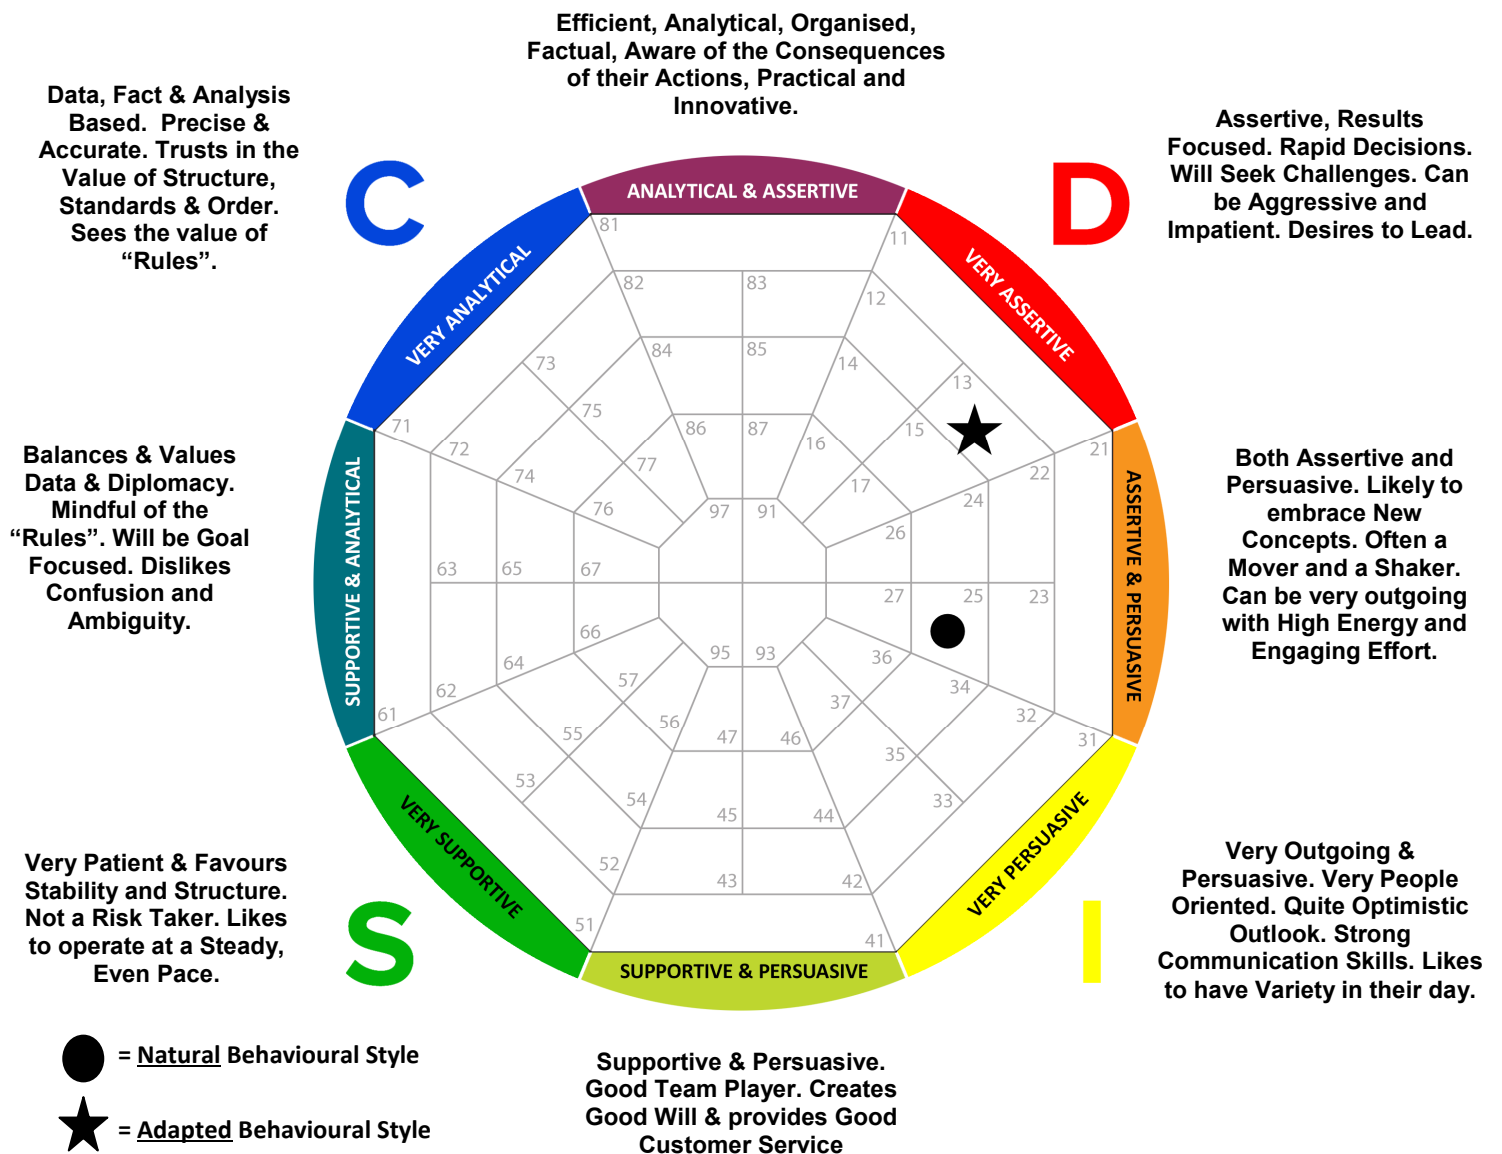 Efficient, Analytical, Organised,
Factual, Aware of the Consequences
of their Actions, Practical and
Innovative.
Data, Fact & Analysis
Based. Precise &
Accurate. Trusts in the
Value of Structure,
Standards & Order.
Sees the value of
“Rules”.
C
D
Assertive, Results
Focused. Rapid Decisions.
Will Seek Challenges. Can
be Aggressive and
Impatient. Desires to Lead.
ANALYTICAL & ASSERTIVE
VERY ANALYTICAL
VERY ASSERTIVE
81
11
82
83
12
84
85
14
73
13
75
15
71
86
87
16
21
72
77
17
22
74
24
76
97
91
26
Balances & Values
Data & Diplomacy.
Mindful of the
“Rules”. Will be Goal
Focused. Dislikes
Confusion and
Ambiguity.
SUPPORTIVE & ANALYTICAL
ASSERTIVE & PERSUASIVE
Both Assertive and
Persuasive. Likely to
embrace New
Concepts. Often a
Mover and a Shaker.
Can be very outgoing
with High Energy and
Engaging Effort.
63
65
67
27
25
23
66
95
93
36
64
57
34
62
37
61
56
32
55
47
46
31
35
53
54
33
45
44
52
43
42
51
41
VERY SUPPORTIVE
VERY PERSUASIVE
SUPPORTIVE & PERSUASIVE
Very Patient & Favours
Stability and Structure.
Not a Risk Taker. Likes
to operate at a Steady,
Even Pace.
S
I
Very Outgoing &
Persuasive. Very People
Oriented. Quite Optimistic
Outlook. Strong
Communication Skills. Likes
to have Variety in their day.
= Natural Behavioural Style
= Adapted Behavioural Style
Supportive & Persuasive.
Good Team Player. Creates
Good Will & provides Good
Customer Service